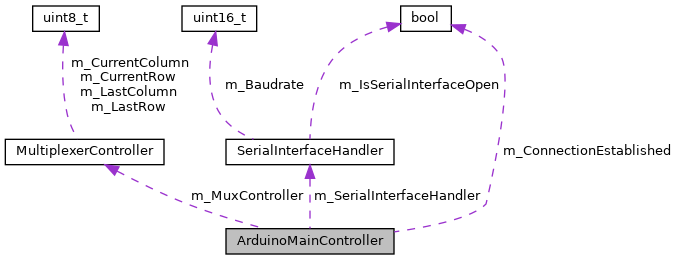 uint8_t
uint16_t
bool
m_CurrentColumn
m_CurrentRow
m_LastColumn
m_LastRow
m_Baudrate
m_IsSerialInterfaceOpen
MultiplexerController
SerialInterfaceHandler
m_ConnectionEstablished
m_MuxController
m_SerialInterfaceHandler
ArduinoMainController